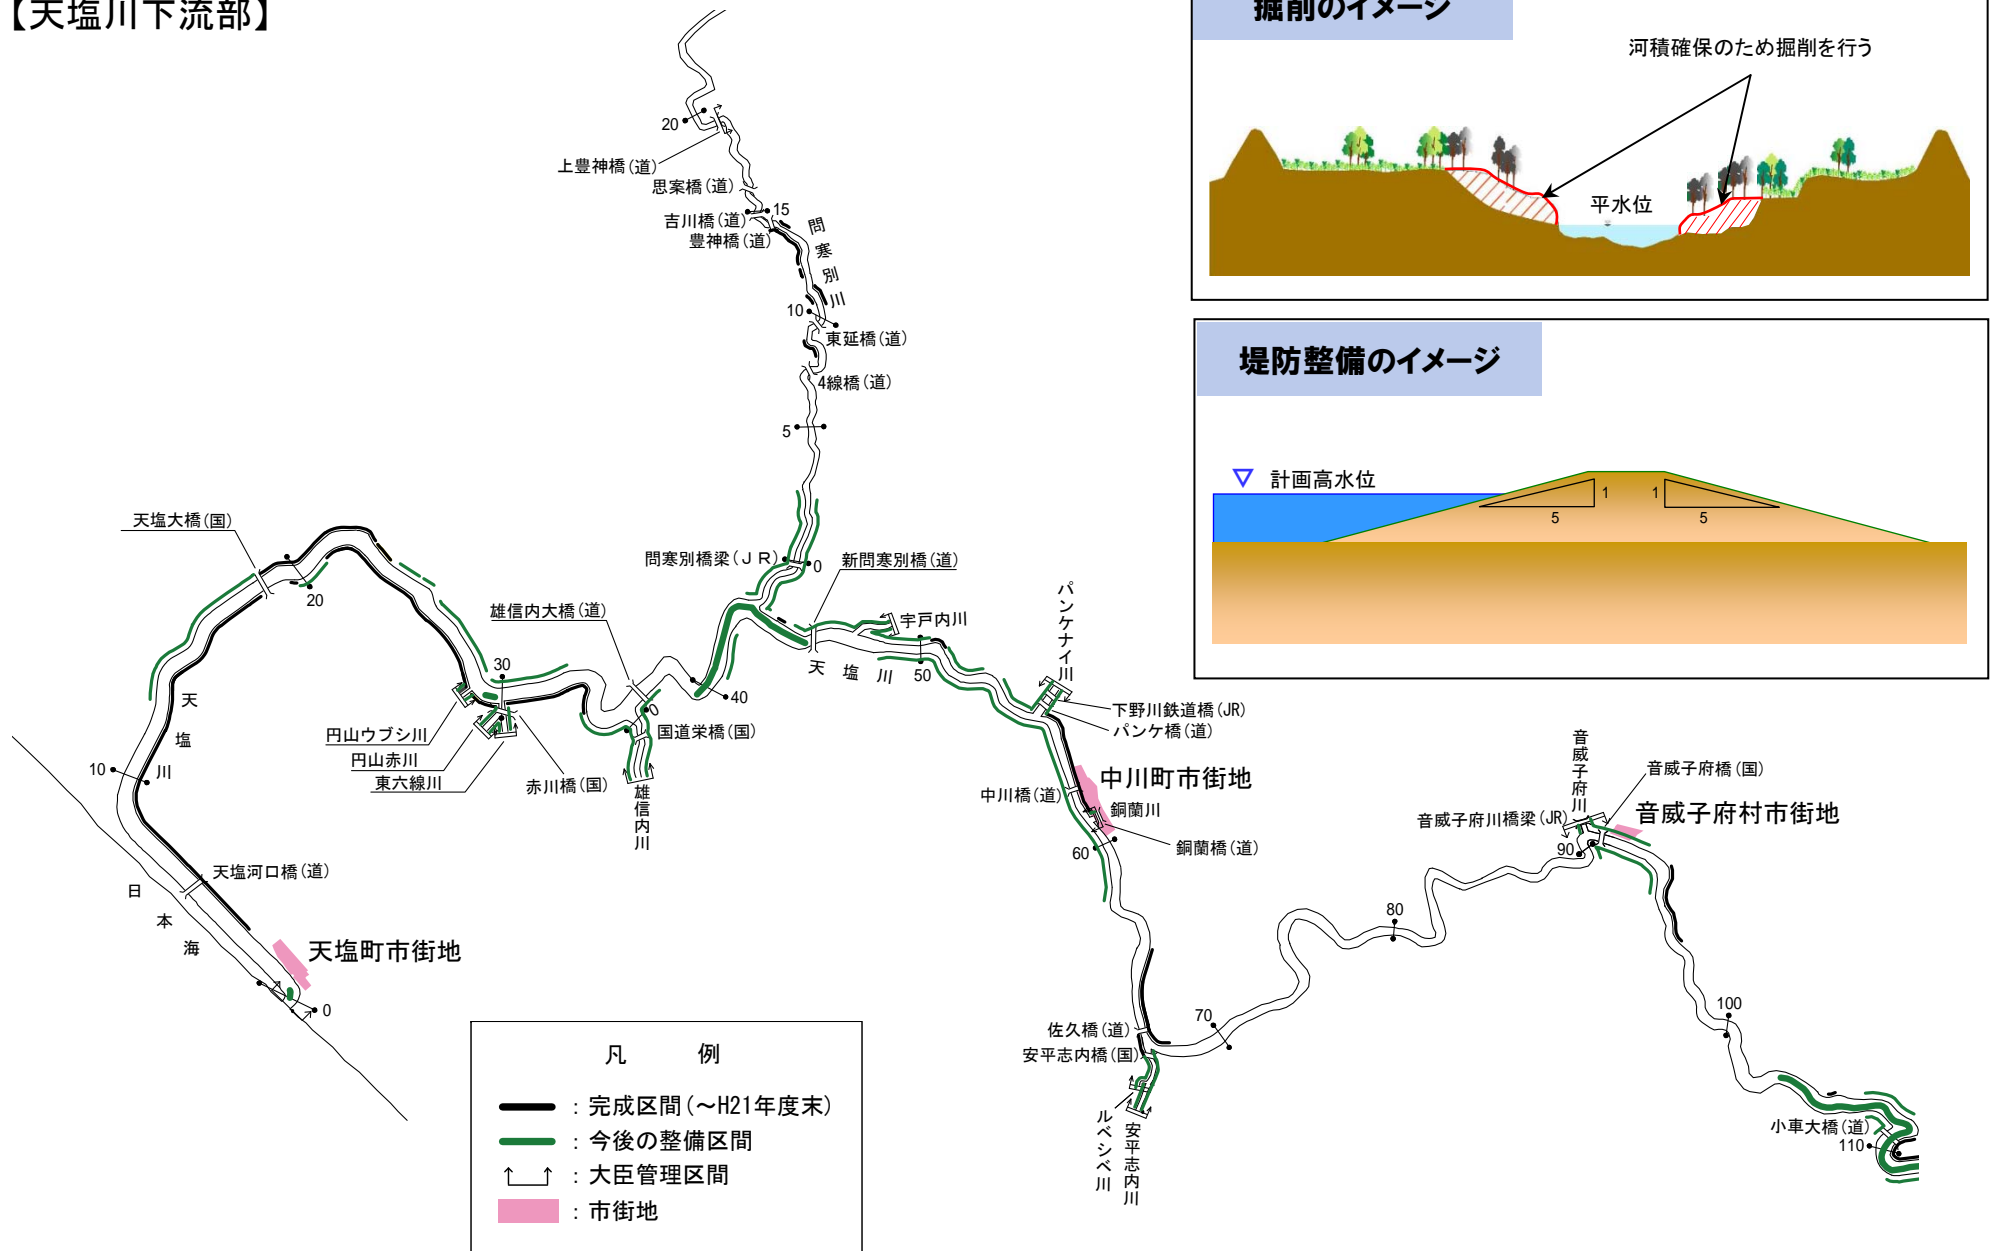 【天塩川下流部】
掘削のイメージ
河積確保のため掘削を行う
平水位
堤防整備のイメージ
計画高水位
1
5
1
5
20
上豊神橋(道)
思案橋(道)
吉川橋(道)
15
豊神橋(道)
問寒別川
10
東延橋(道)
4線橋(道)
5
問寒別橋梁(JR)
0
新問寒別橋(道)
天塩大橋(国)
20
雄信内大橋(道)
宇戸内川
パンケナイ川
30
天塩川
50
40
0
国道栄橋(国)
下野川鉄道橋(JR)
パンケ橋(道)
円山ウブシ川
円山赤川
東六線川
赤川橋(国)
雄信内川
天塩川
10
中川町市街地
中川橋(道)
銅蘭川
銅蘭橋(道)
60
音威子府川
音威子府橋(国)
音威子府川橋梁(JR)
音威子府村市街地
90
天塩河口橋(道)
日本海
天塩町市街地
0
80
70
100
佐久橋(道)
安平志内橋(国)
ルベシベ川
安平志内川
小車大橋(道)
110
凡 例
:完成区間(～H21年度末)
:今後の整備区間
:大臣管理区間
:市街地